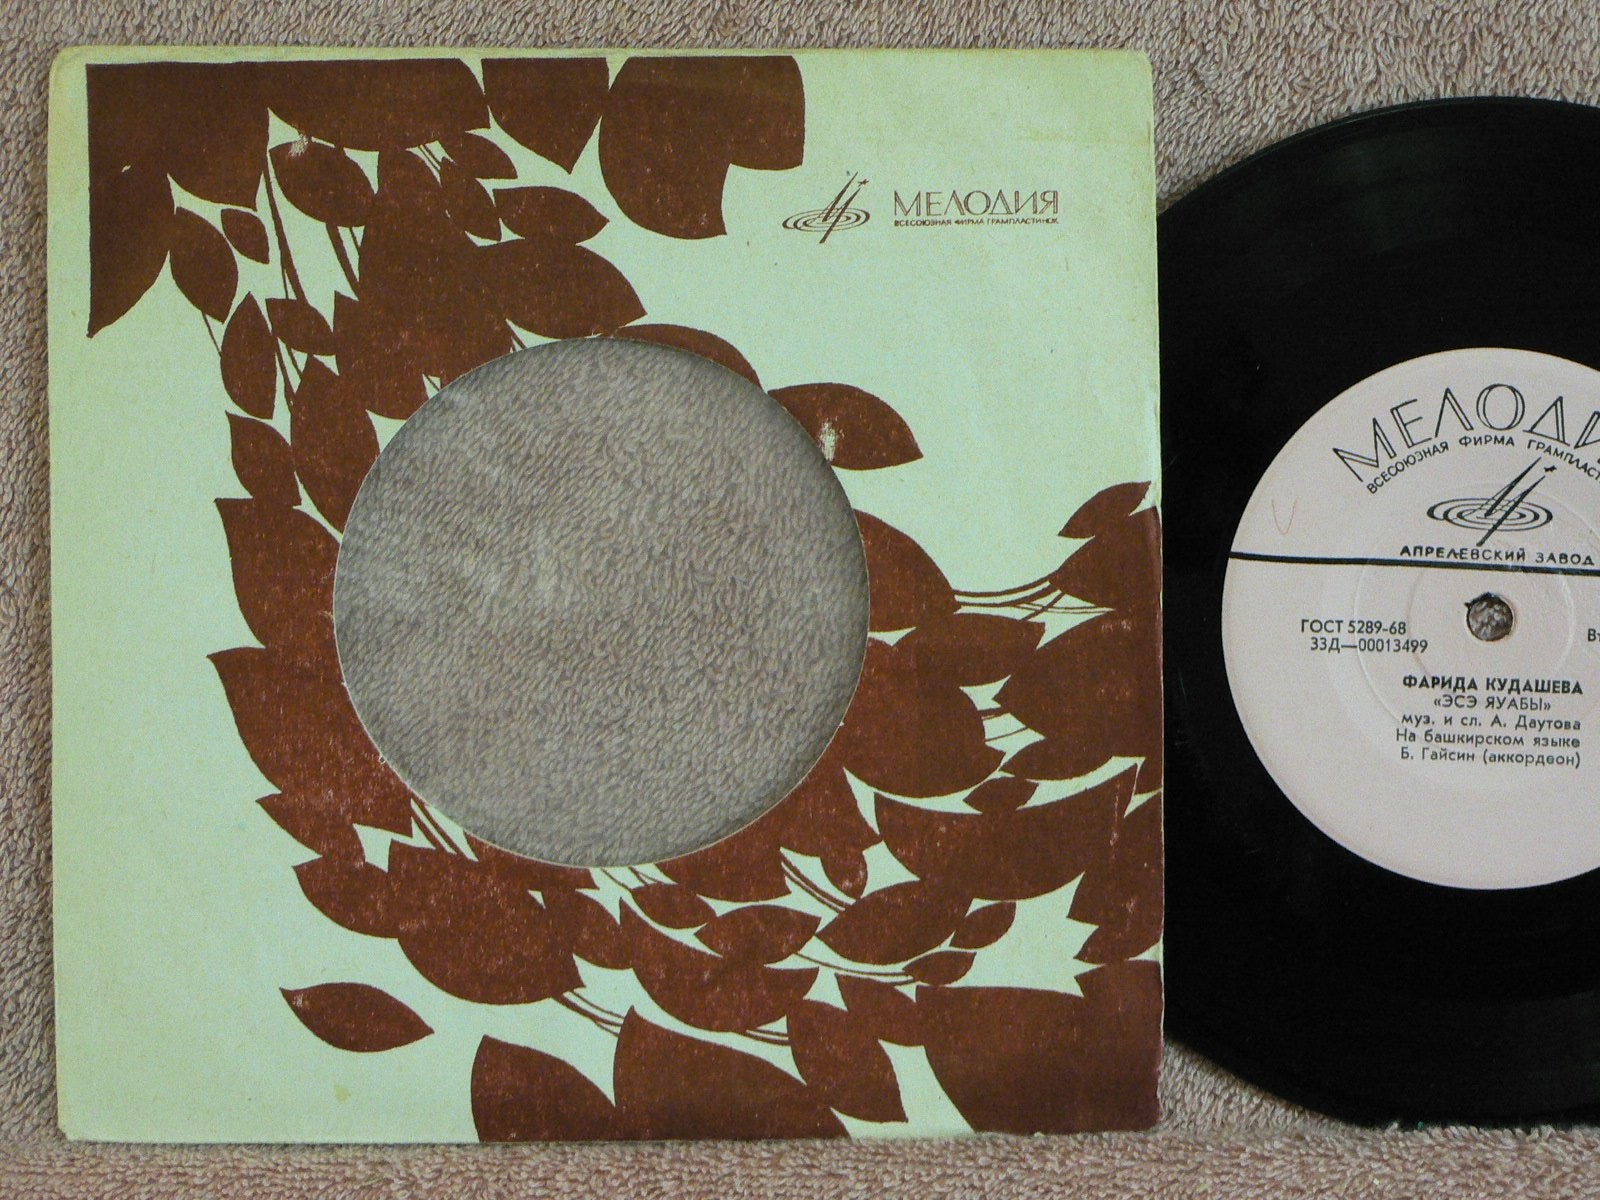 МЕЛОДИЯ
ВСЕСОЮЗНАЯ ФИРМА ГРАМПЛАСТИНОК
МЕЛОДИ
ВСЕСОЮЗНАЯ ФИРМА ГРАМПЛАСТ
АПРЕЛЕВСКИЙ ЗАВОД
ГОСТ 5289-68
33Д—00013499
ФАРИДА КУДАШЕВА
«ЭСЭ ЯУАБЫ»
муз. и сл. А. Даутова
На башкирском языке
Б. Гайсин (аккордеон)